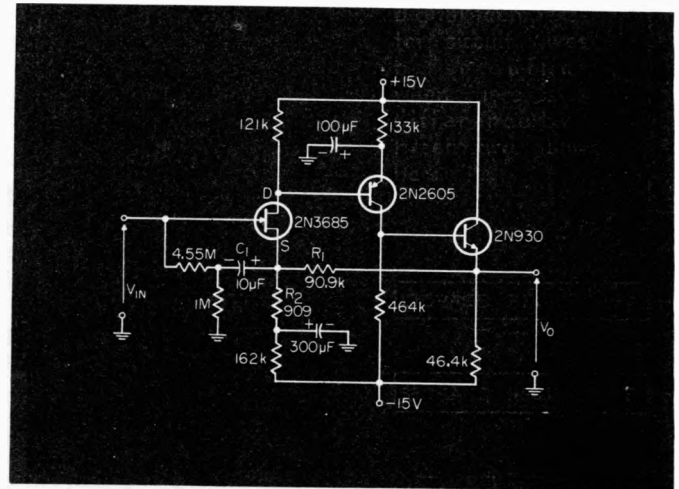 +15V
121k
100µF
133k
D
2N2605
2N3685
2N930
S
4.55M
C1
10µF
R1
90.9k
VIN
1M
R2
909
300µF
464k
VO
162k
46.4k
-15V